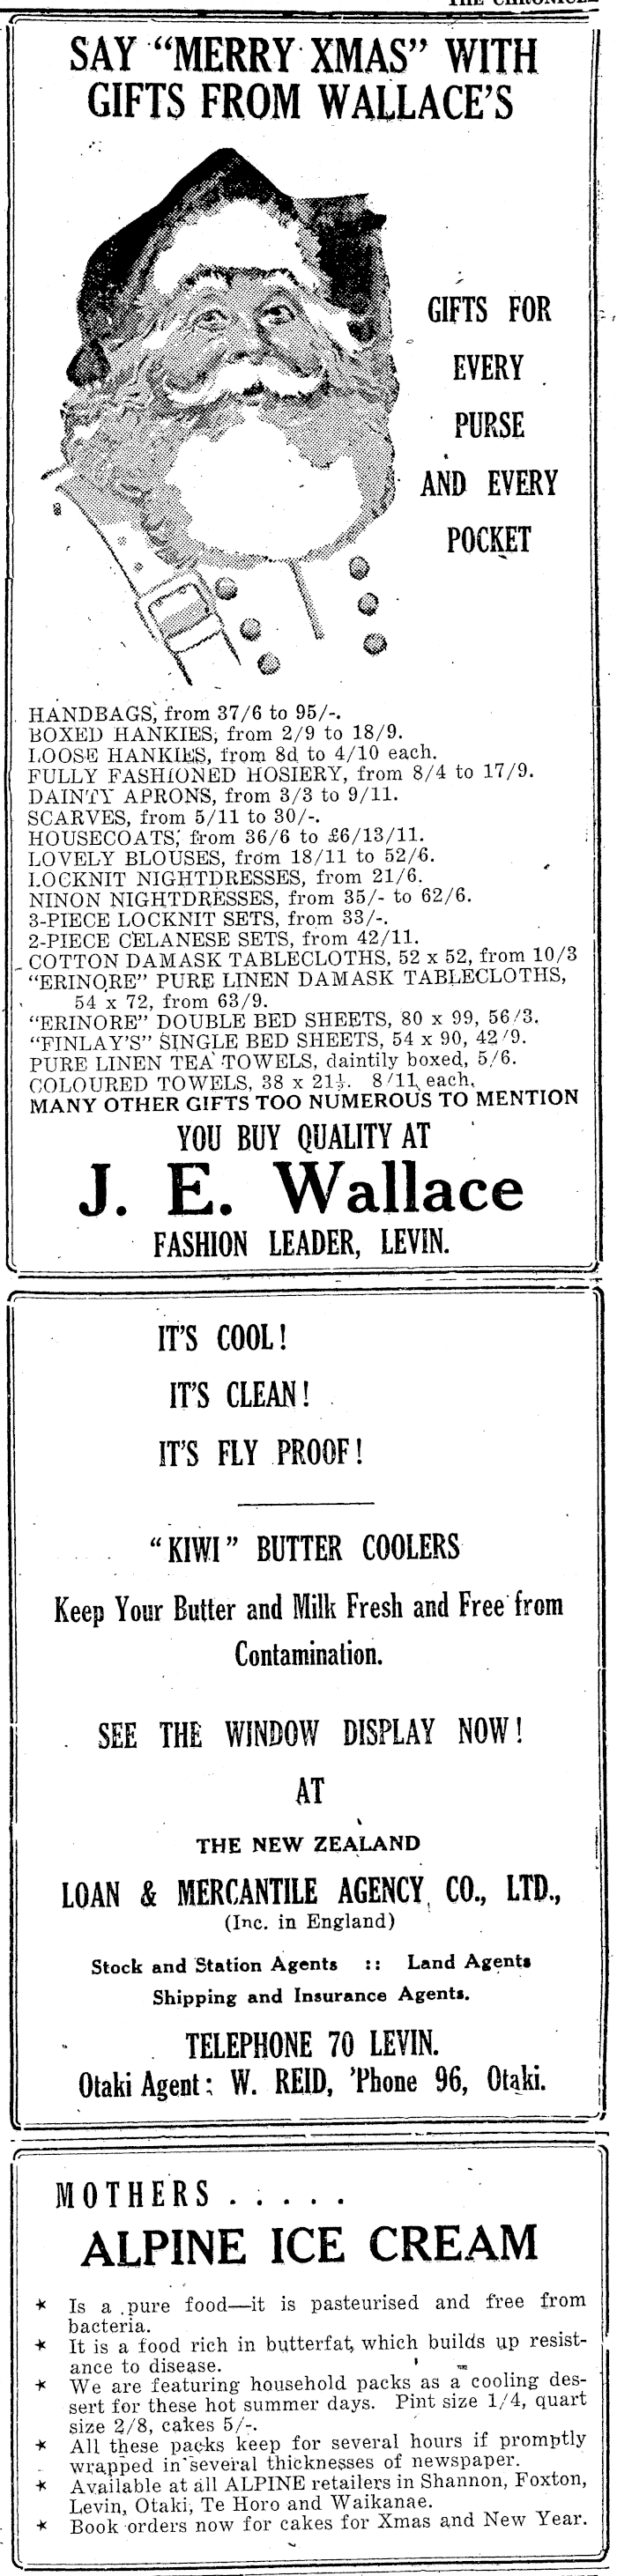 THE CHRONICLE
SAY "MERRY XMAS" WITH
GIFTS FROM WALLACE'S
GIFTS FOR
EVERY
PURSE
AND EVERY
POCKET
HANDBAGS, from 37/6 to 95/-.
BOXED HANKIES, from 2/9 to 18/9.
LOOSE HANKIES, from 8d to 4/10 each.
FULLY FASHIONED HOSIERY, from 8/4 to 17/9.
DAINTY APRONS, from 3/3 to 9/11.
SCARVES, from 5/11 to 30/-.
HOUSECOATS, from 36/6 to £6/13/11.
LOVELY BLOUSES, from 18/11 to 52/6.
LOCKNIT NIGHTDRESSES, from 21/6.
NINON NIGHTDRESSES, from 35/- to 62/6.
3-PIECE LOCKNIT SETS, from 33/-.
2-PIECE CELANESE SETS, from 42/11.
COTTON DAMASK TABLECLOTHS, 52 x 52, from 10/3
"ERINORE" PURE LINEN DAMASK TABLECLOTHS,
54 x 72, from 63/9.
"ERINORE" DOUBLE BED SHEETS, 80 x 99, 56/3.
"FINLAY'S" SINGLE BED SHEETS, 54 x 90, 42/9.
PURE LINEN TEA TOWELS, daintily boxed, 5/6.
COLOURED TOWELS, 38 x 21½. 8/11 each.
MANY OTHER GIFTS TOO NUMEROUS TO MENTION
YOU BUY QUALITY AT
J. E. Wallace
FASHION LEADER, LEVIN.
IT'S COOL!
IT'S CLEAN!
IT'S FLY PROOF!
"KIWI" BUTTER COOLERS
Keep Your Butter and Milk Fresh and Free from
Contamination.
SEE THE WINDOW DISPLAY NOW!
AT
THE NEW ZEALAND
LOAN & MERCANTILE AGENCY CO., LTD.,
(Inc. in England)
Stock and Station Agents :: Land Agents
Shipping and Insurance Agents.
TELEPHONE 70 LEVIN.
Otaki Agent: W. REID, 'Phone 96, Otaki.
MOTHERS . . . . .
ALPINE ICE CREAM
* Is a pure food—it is pasteurised and free from
bacteria.
* It is a food rich in butterfat, which builds up resist-
ance to disease.
* We are featuring household packs as a cooling des-
sert for these hot summer days. Pint size 1/4, quart
size 2/8, cakes 5/-.
* All these packs keep for several hours if promptly
wrapped in several thicknesses of newspaper.
* Available at all ALPINE retailers in Shannon, Foxton,
Levin, Otaki, Te Horo and Waikanae.
* Book orders now for cakes for Xmas and New Year.